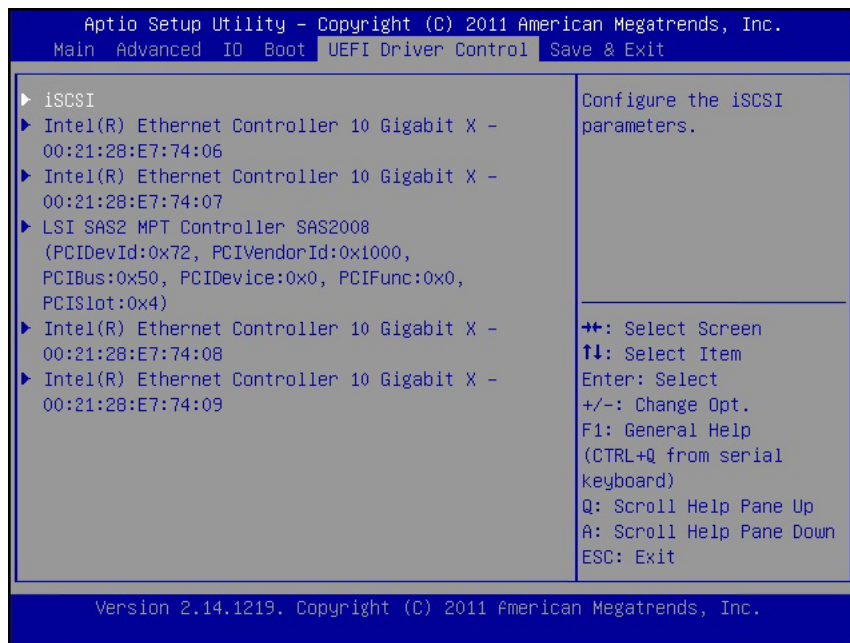 Aptio Setup Utility – Copyright (C) 2011 American Megatrends, Inc.
Main Advanced IO Boot UEFI Driver Control Save & Exit
▶ iSCSI
▶ Intel(R) Ethernet Controller 10 Gigabit X –
00:21:28:E7:74:06
▶ Intel(R) Ethernet Controller 10 Gigabit X –
00:21:28:E7:74:07
▶ LSI SAS2 MPT Controller SAS2008
(PCIDevId:0x72, PCIVendorId:0x1000,
PCIBus:0x50, PCIDevice:0x0, PCIFunc:0x0,
PCISlot:0x4)
▶ Intel(R) Ethernet Controller 10 Gigabit X –
00:21:28:E7:74:08
▶ Intel(R) Ethernet Controller 10 Gigabit X –
00:21:28:E7:74:09
Configure the iSCSI
parameters.
→←: Select Screen
↑↓: Select Item
Enter: Select
+/-: Change Opt.
F1: General Help
(CTRL+Q from serial
keyboard)
Q: Scroll Help Pane Up
A: Scroll Help Pane Down
ESC: Exit
Version 2.14.1219. Copyright (C) 2011 American Megatrends, Inc.